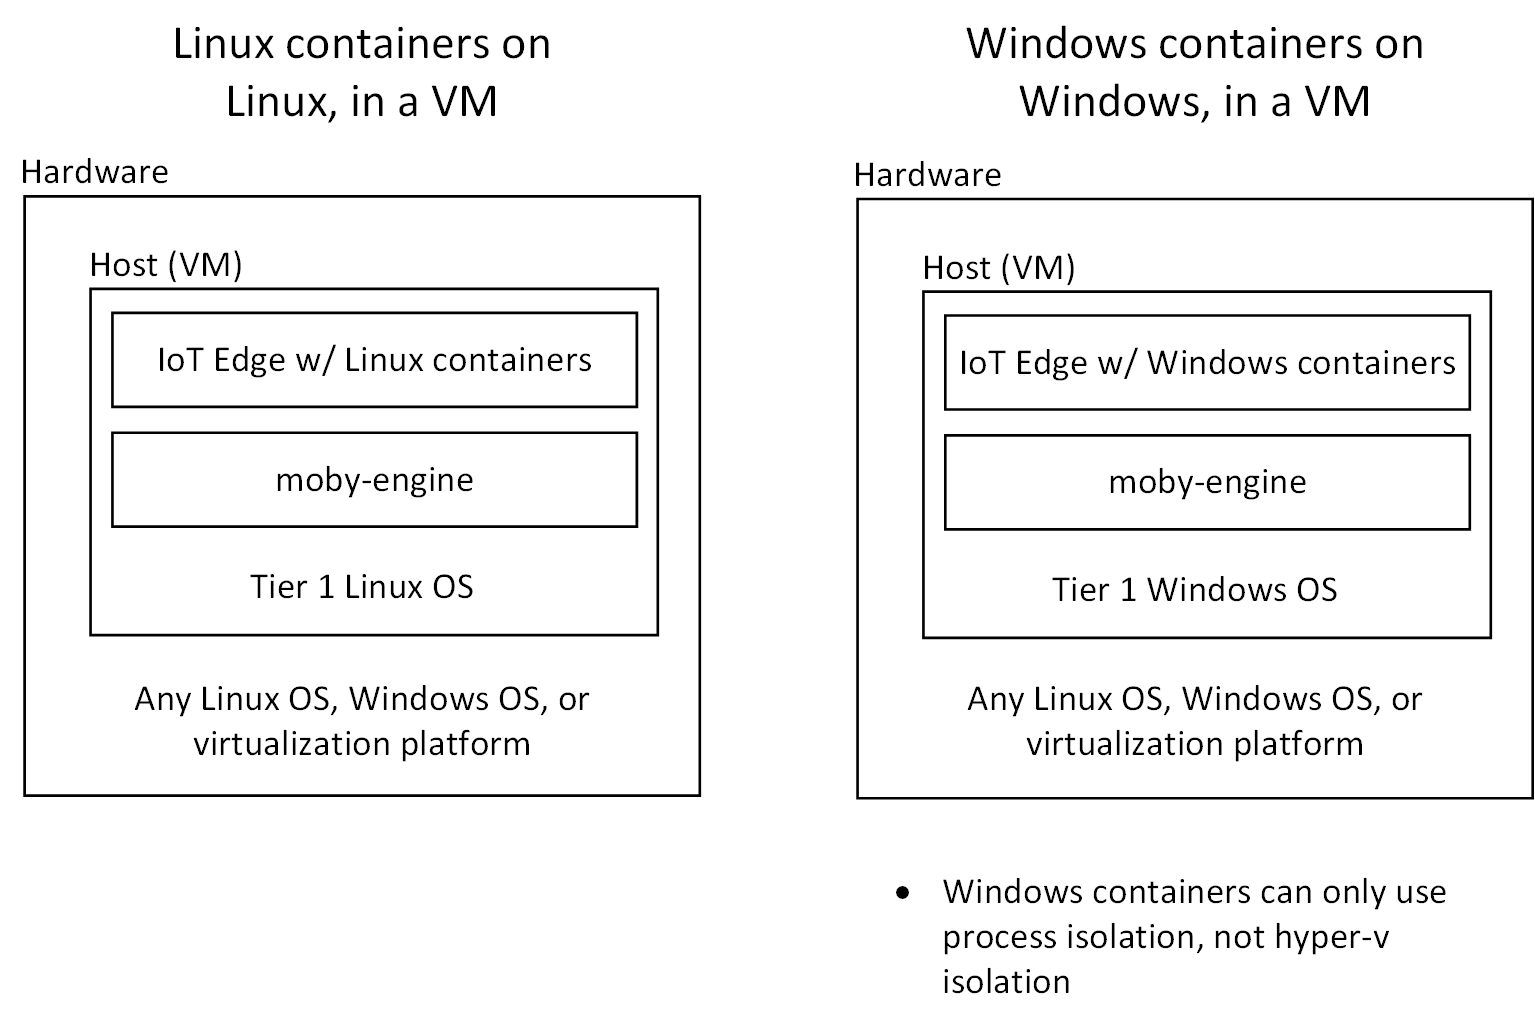 Linux containers on
Linux, in a VM
Hardware
Host (VM)
IoT Edge w/ Linux containers
moby-engine
Tier 1 Linux OS
Any Linux OS, Windows OS, or
virtualization platform
Windows containers on
Windows, in a VM
Hardware
Host (VM)
IoT Edge w/ Windows containers
moby-engine
Tier 1 Windows OS
Any Linux OS, Windows OS, or
virtualization platform
• Windows containers can only use
process isolation, not hyper-v
isolation